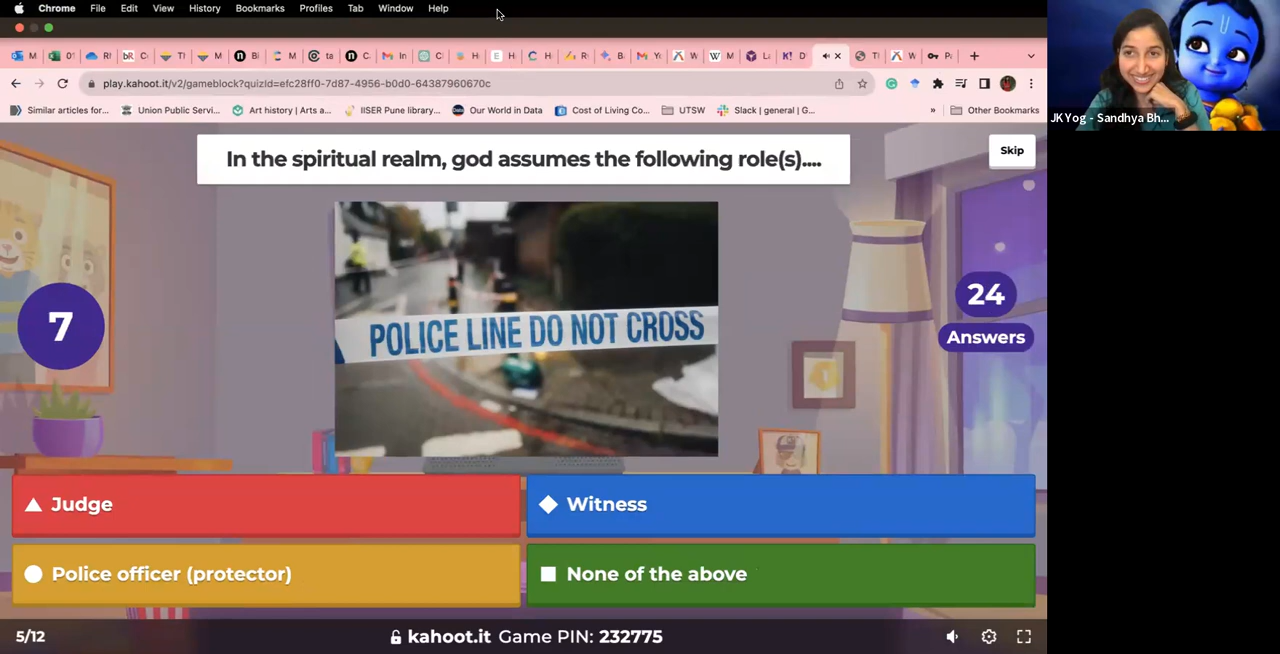 Chrome File Edit View History Bookmarks Profiles Tab Window Help
play.kahoot.it/v2/gameblock?quizId=efc28ff0-7d87-4956-b0d0-64387960670c
Similar articles for... Union Public Servi... Art history | Arts a... IISER Pune library... Our World in Data Cost of Living Co... UTSW Slack | general | G... » Other Bookmarks
JKYog - Sandhya Bh...
In the spiritual realm, god assumes the following role(s)....
Skip
POLICE LINE DO NOT CROSS
7
24
Answers
Judge
Witness
Police officer (protector)
None of the above
5/12
kahoot.it Game PIN: 232775